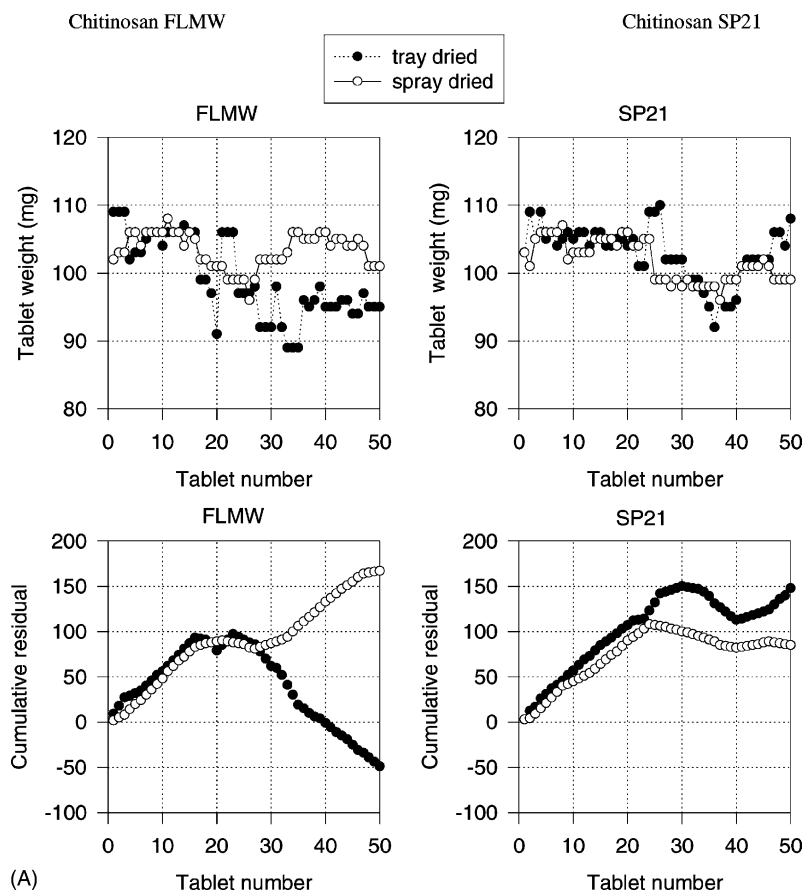 Chitinosan FLMW
Chitinosan SP21
tray dried
spray dried
FLMW
120
110
100
90
80
Tablet weight (mg)
0 10 20 30 40 50
Tablet number
SP21
120
110
100
90
80
Tablet weight (mg)
0 10 20 30 40 50
Tablet number
FLMW
200
150
100
50
0
-50
-100
Cumulative residual
0 10 20 30 40 50
Tablet number
SP21
200
150
100
50
0
-50
-100
Cumulative residual
0 10 20 30 40 50
Tablet number
(A)